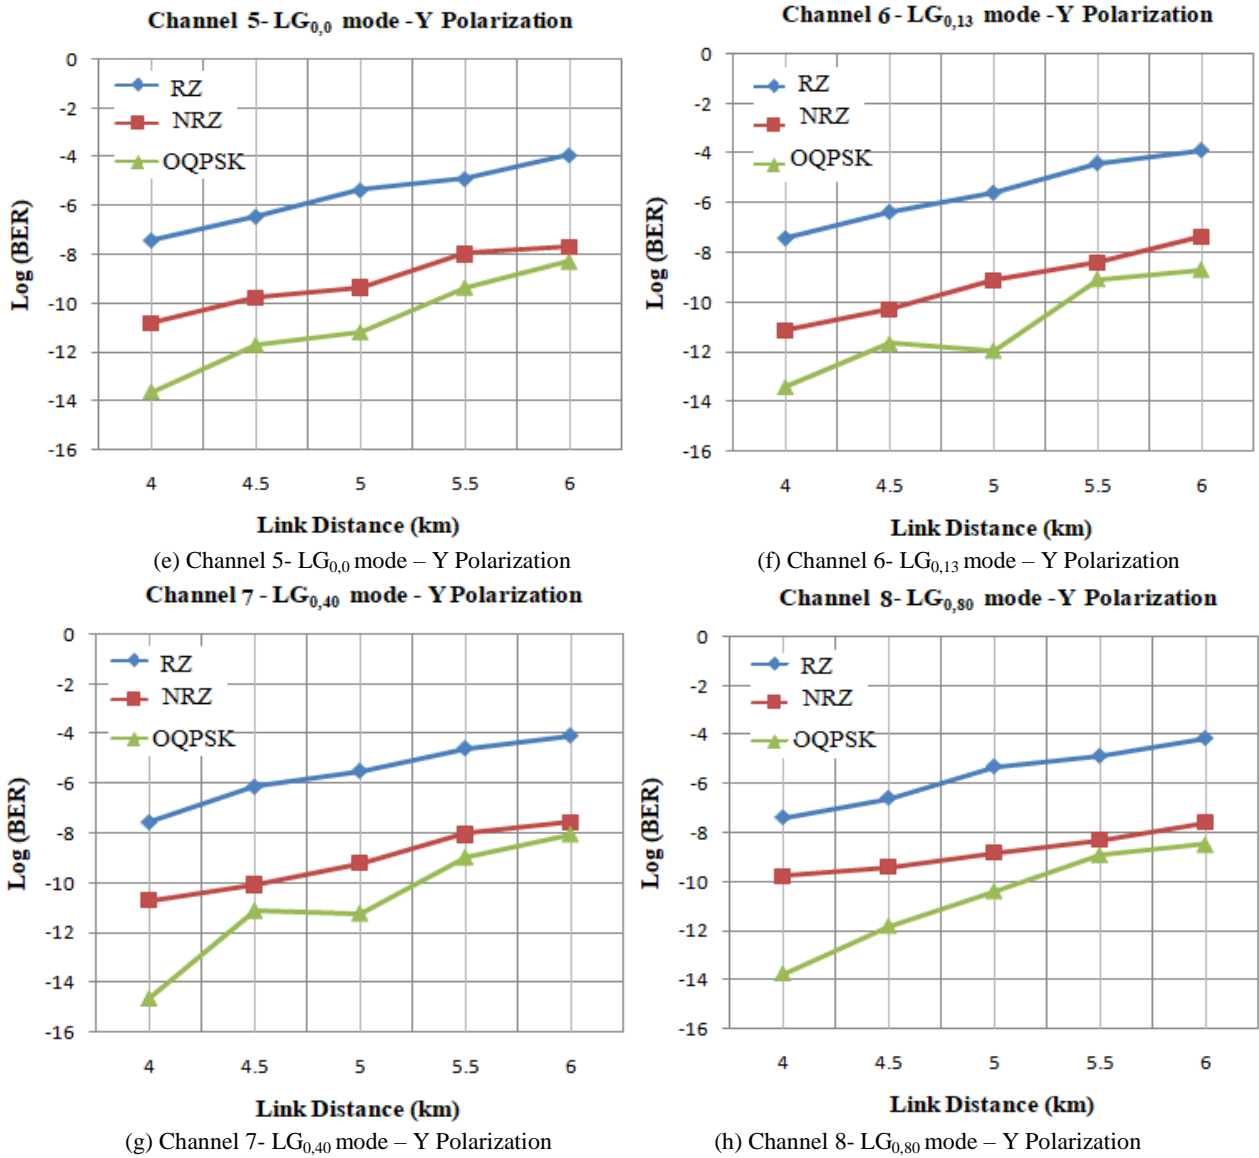 Channel 5- LG0,0 mode -Y Polarization
0
-2
-4
-6
-8
-10
-12
-14
-16
RZ
NRZ
OQPSK
Log (BER)
4 4.5 5 5.5 6
Link Distance (km)
(e) Channel 5- LG0,0 mode – Y Polarization
Channel 6- LG0,13 mode -Y Polarization
0
-2
-4
-6
-8
-10
-12
-14
-16
RZ
NRZ
OQPSK
Log (BER)
4 4.5 5 5.5 6
Link Distance (km)
(f) Channel 6- LG0,13 mode – Y Polarization
Channel 7 - LG0,40 mode - Y Polarization
0
-2
-4
-6
-8
-10
-12
-14
-16
RZ
NRZ
OQPSK
Log (BER)
4 4.5 5 5.5 6
Link Distance (km)
(g) Channel 7- LG0,40 mode – Y Polarization
Channel 8- LG0,80 mode -Y Polarization
0
-2
-4
-6
-8
-10
-12
-14
-16
RZ
NRZ
OQPSK
Log (BER)
4 4.5 5 5.5 6
Link Distance (km)
(h) Channel 8- LG0,80 mode – Y Polarization